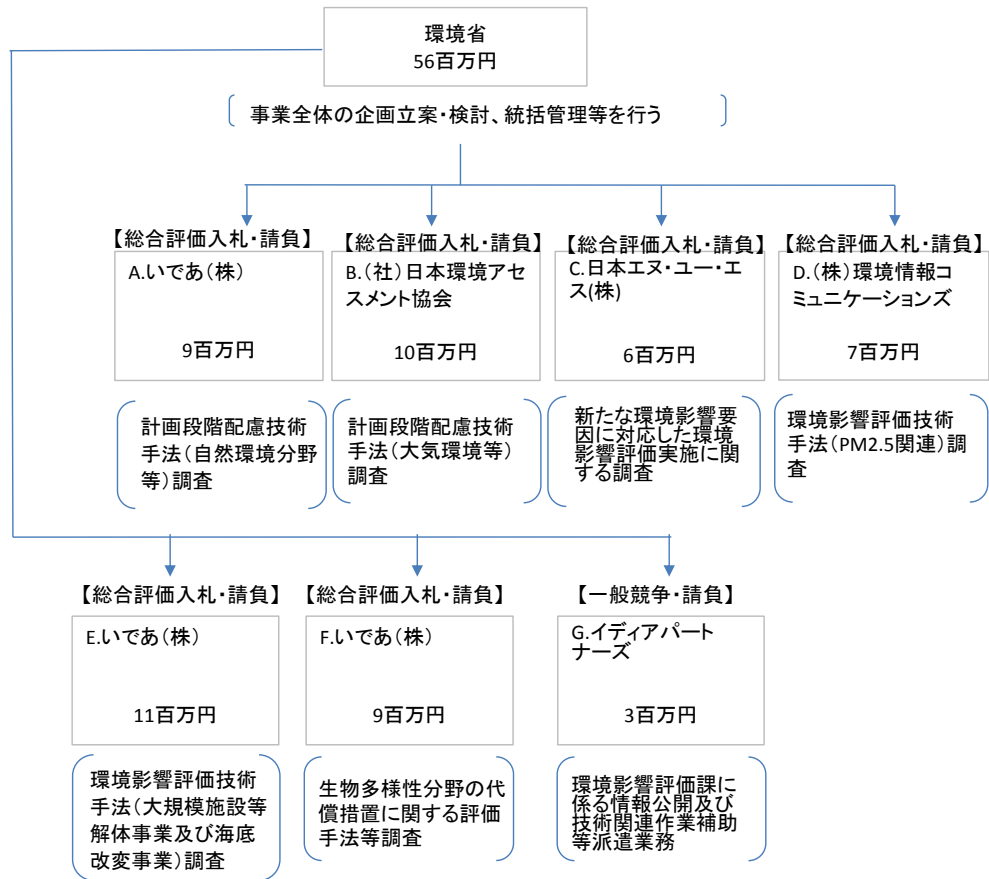 環境省
56百万円
事業全体の企画立案・検討、統括管理等を行う
【総合評価入札・請負】
A.いであ(株)
9百万円
計画段階配慮技術
手法(自然環境分野
等)調査
【総合評価入札・請負】
B.(社)日本環境アセ
スメント協会
10百万円
計画段階配慮技術
手法(大気環境等)
調査
【総合評価入札・請負】
C.日本エヌ・ユー・エ
ス(株)
6百万円
新たな環境影響要
因に対応した環境
影響評価実施に関
する調査
【総合評価入札・請負】
D.(株)環境情報コ
ミュニケーションズ
7百万円
環境影響評価技術
手法(PM2.5関連)調
査
【総合評価入札・請負】
E.いであ(株)
11百万円
環境影響評価技術
手法(大規模施設等
解体事業及び海底
改変事業)調査
【総合評価入札・請負】
F.いであ(株)
9百万円
生物多様性分野の代
償措置に関する評価
手法等調査
【一般競争・請負】
G.イディアパート
ナーズ
3百万円
環境影響評価課に
係る情報公開及び
技術関連作業補助
等派遣業務